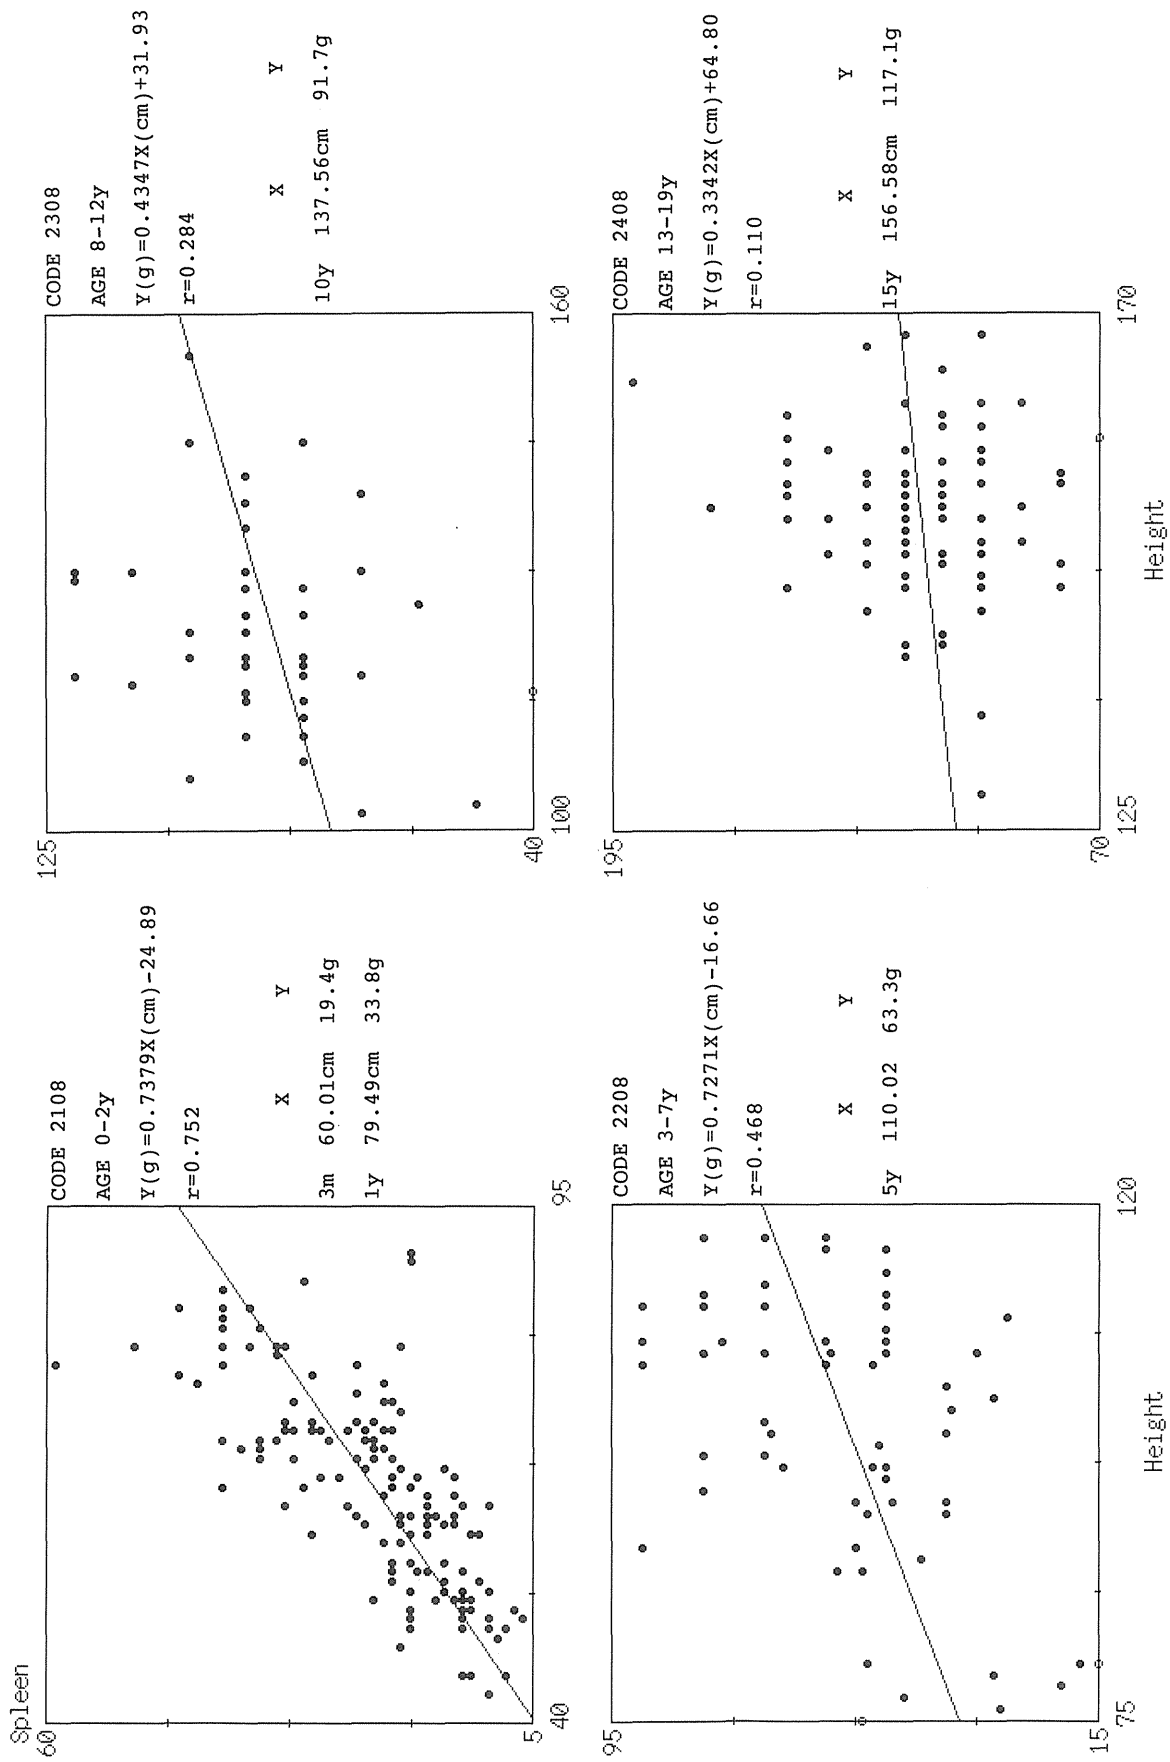 Spleen
60
5
40
95
CODE 2108
AGE 0-2y
Y(g)=0.7379X(cm)-24.89
r=0.752
X Y
3m 60.01cm 19.4g
1y 79.49cm 33.8g
125
40
100
160
CODE 2308
AGE 8-12y
Y(g)=0.4347X(cm)+31.93
r=0.284
X Y
10y 137.56cm 91.7g
95
15
75
120
Height
CODE 2208
AGE 3-7y
Y(g)=0.7271X(cm)-16.66
r=0.468
X Y
5y 110.02 63.3g
195
70
125
170
Height
CODE 2408
AGE 13-19y
Y(g)=0.3342X(cm)+64.80
r=0.110
X Y
15y 156.58cm 117.1g